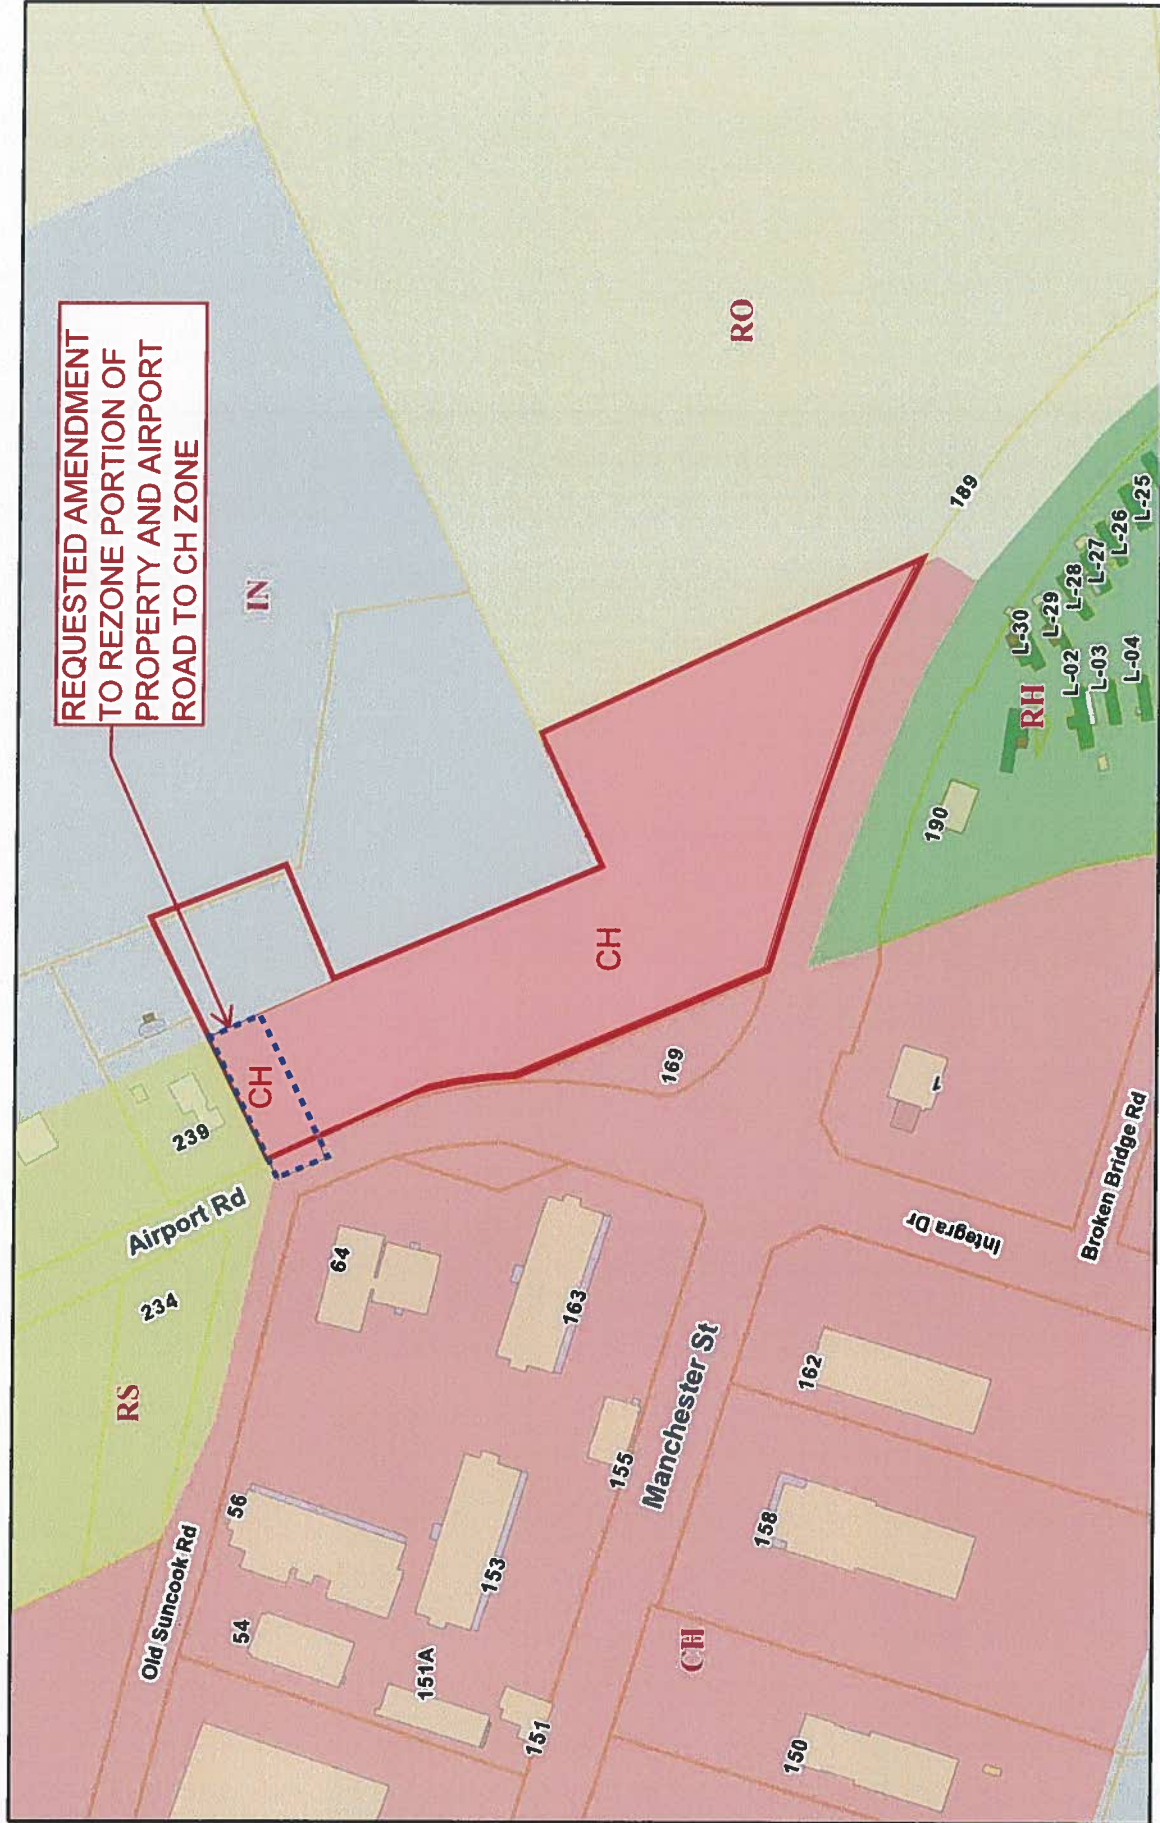 REQUESTED AMENDMENT
TO REZONE PORTION OF
PROPERTY AND AIRPORT
ROAD TO CH ZONE
IN
RO
RS
CH
CH
CH
RH
Airport Rd
Old Suncook Rd
Manchester St
Integra Dr
Broken Bridge Rd
239
234
64
56
54
163
153
155
151A
151
169
162
158
150
1
190
189
L-30
L-29
L-28
L-27
L-26
L-25
L-02
L-03
L-04